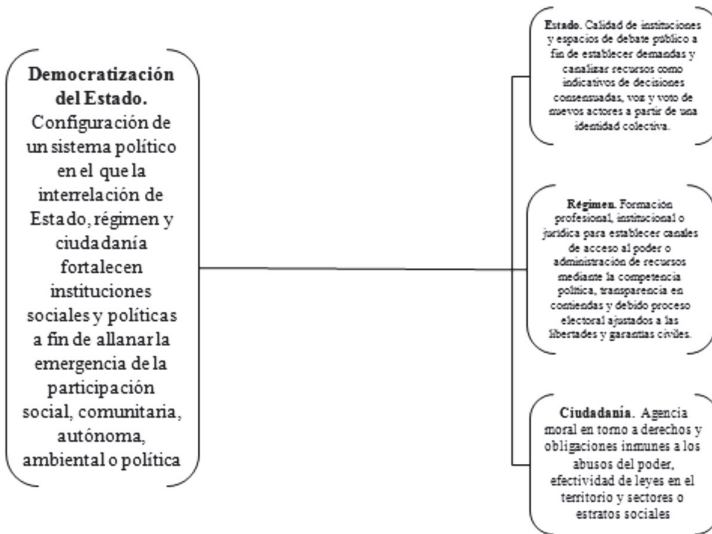 Democratización
del Estado.
Configuración de
un sistema político
en el que la
interrelación de
Estado, régimen y
ciudadanía
fortalecen
instituciones
sociales y políticas
a fin de allanar la
emergencia de la
participación
social, comunitaria,
autónoma,
ambiental o política
Estado. Calidad de instituciones
y espacios de debate público a
fin de establecer demandas y
canalizar recursos como
indicativos de decisiones
consensuadas, voz y voto de
nuevos actores a partir de una
identidad colectiva.
Régimen. Formación
profesional, institucional o
jurídica para establecer canales
de acceso al poder o
administración de recursos
mediante la competencia
política, transparencia en
contiendas y debido proceso
electoral ajustados a las
libertades y garantías civiles.
Ciudadanía. Agencia
moral en torno a derechos y
obligaciones inmunes a los
abusos del poder,
efectividad de leyes en el
territorio y sectores o
estratos sociales